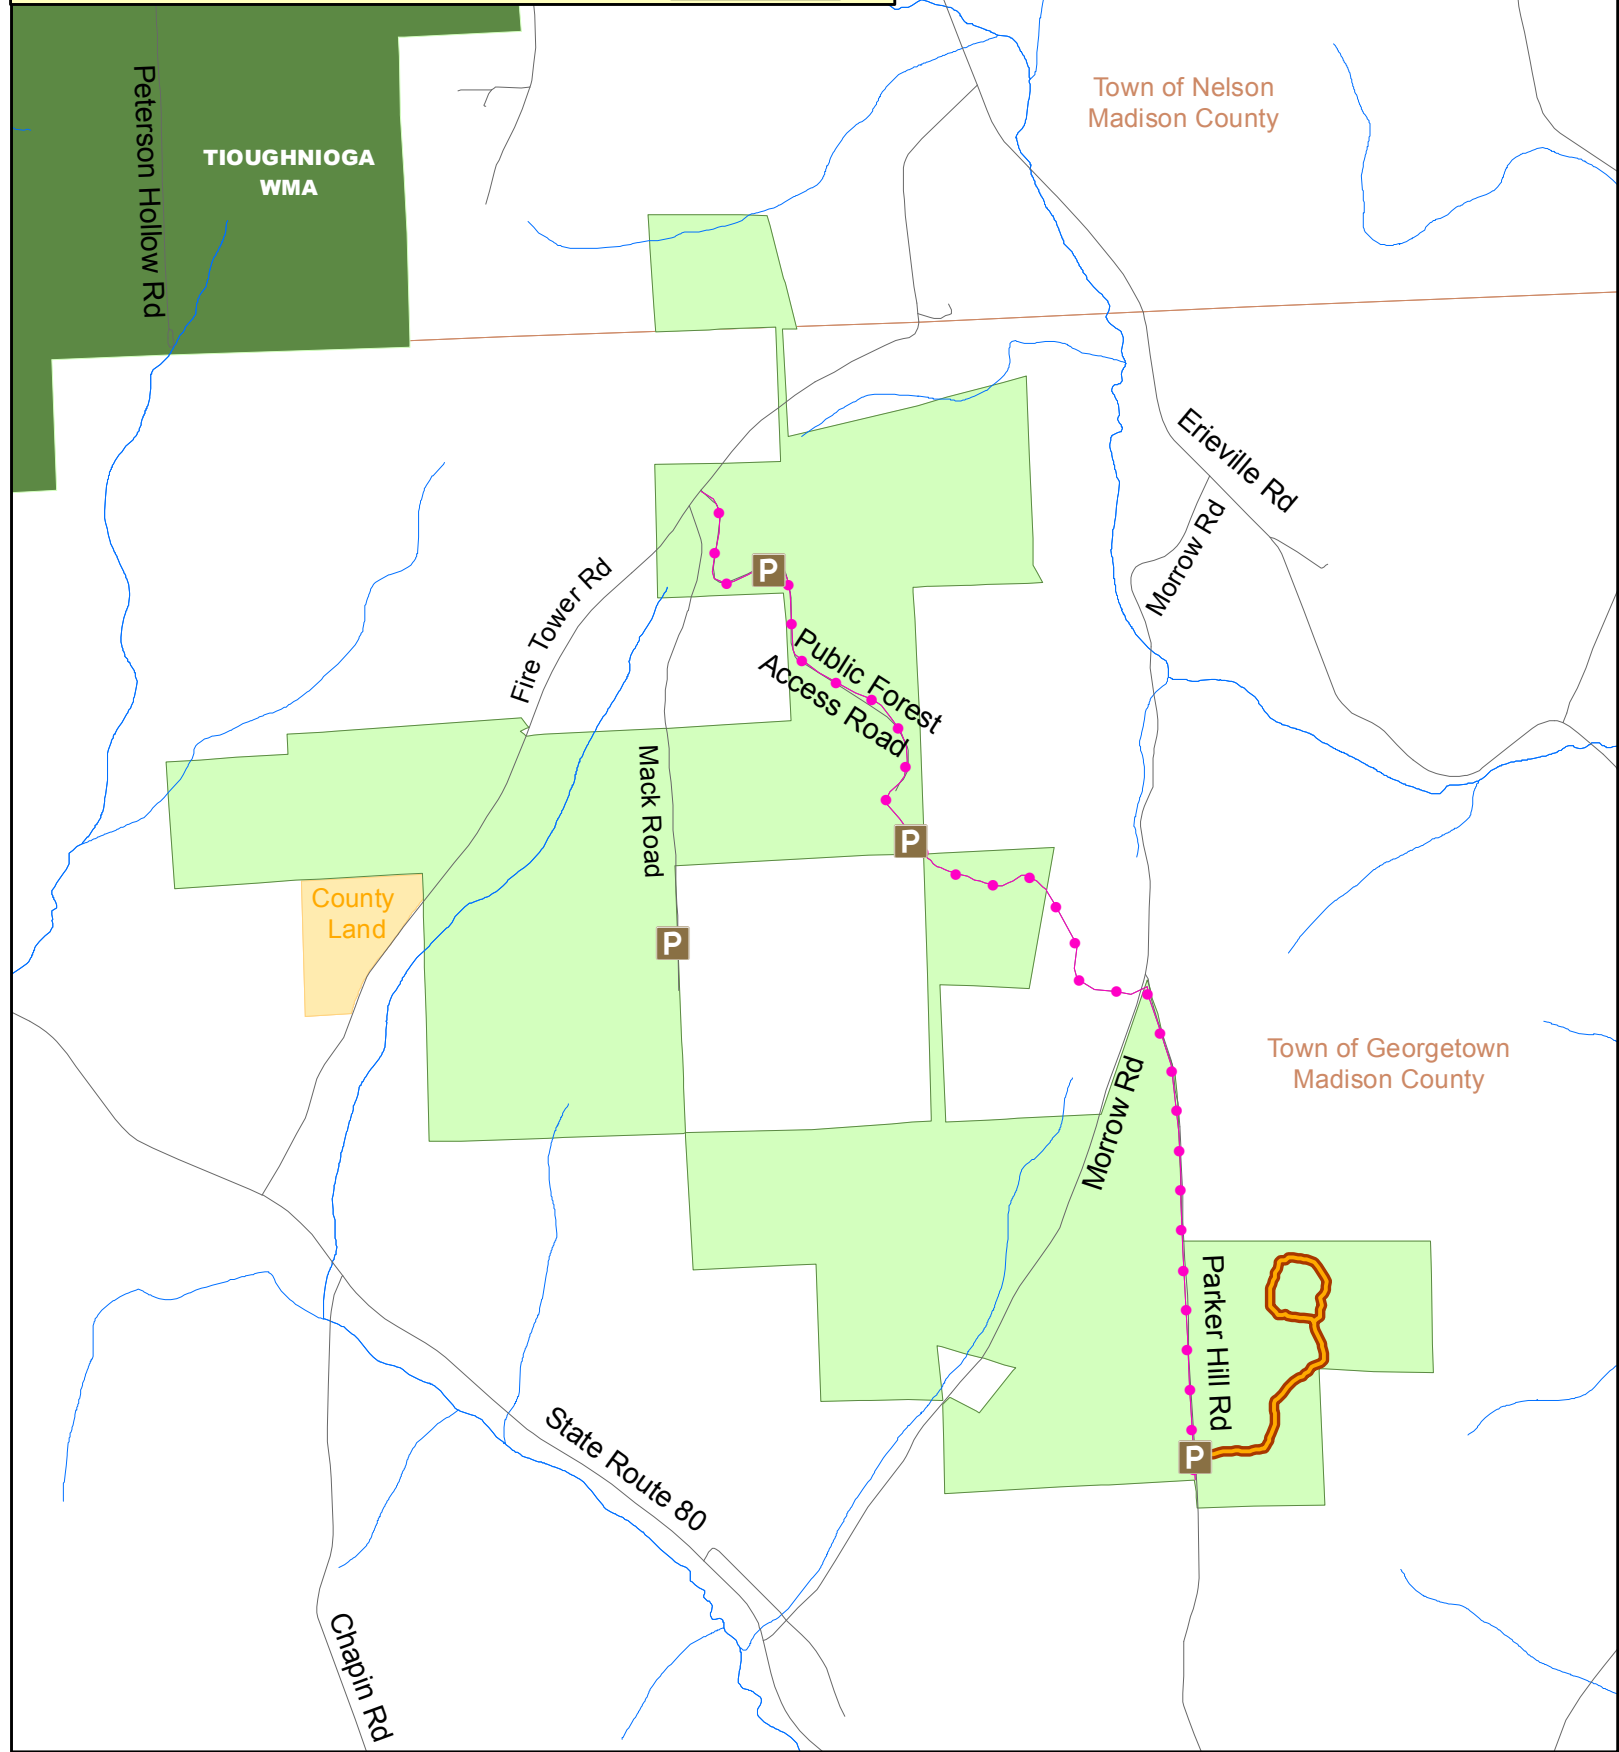 Peterson Hollow Rd
TIOUGHNIOGA
WMA
Town of Nelson
Madison County
Erieville Rd
Morrow Rd
Fire Tower Rd
P
Public Forest
Access Road
Mack Road
P
County
Land
P
Town of Georgetown
Madison County
Morrow Rd
Parker Hill Rd
P
State Route 80
Chapin Rd